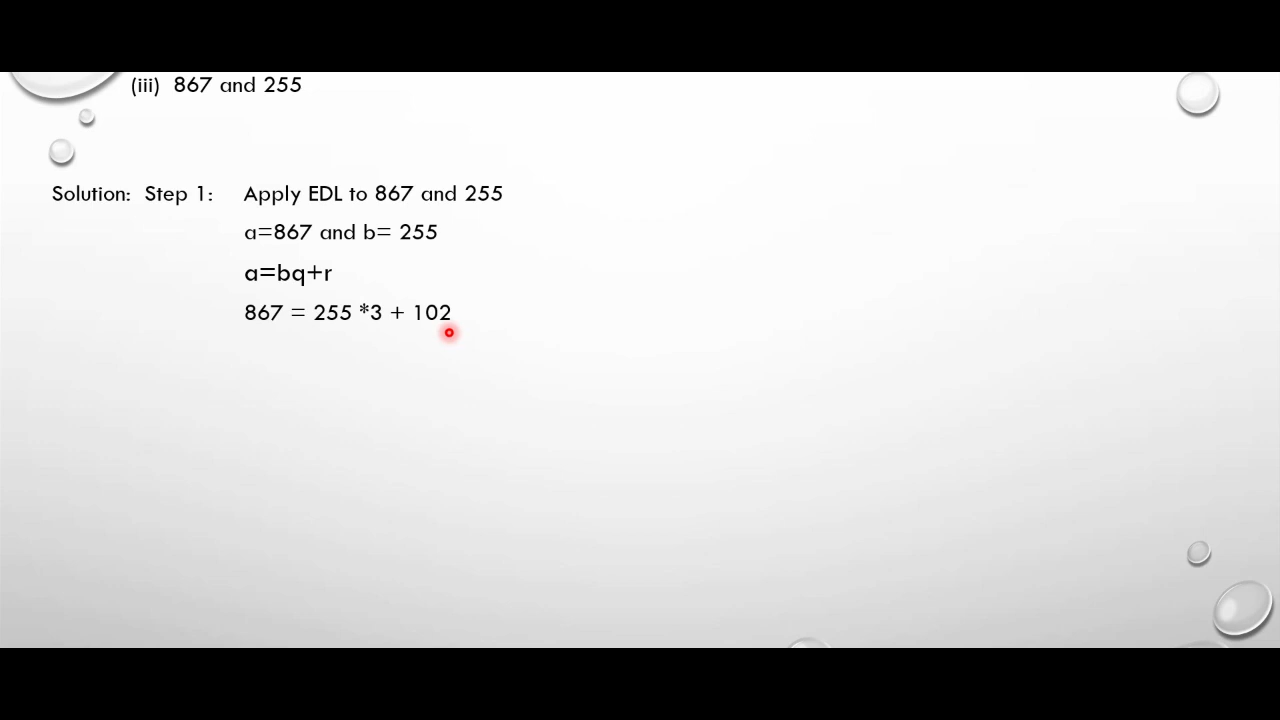 (iii) 867 and 255
Solution: Step 1: Apply EDL to 867 and 255
a=867 and b= 255
a=bq+r
867 = 255 *3 + 102